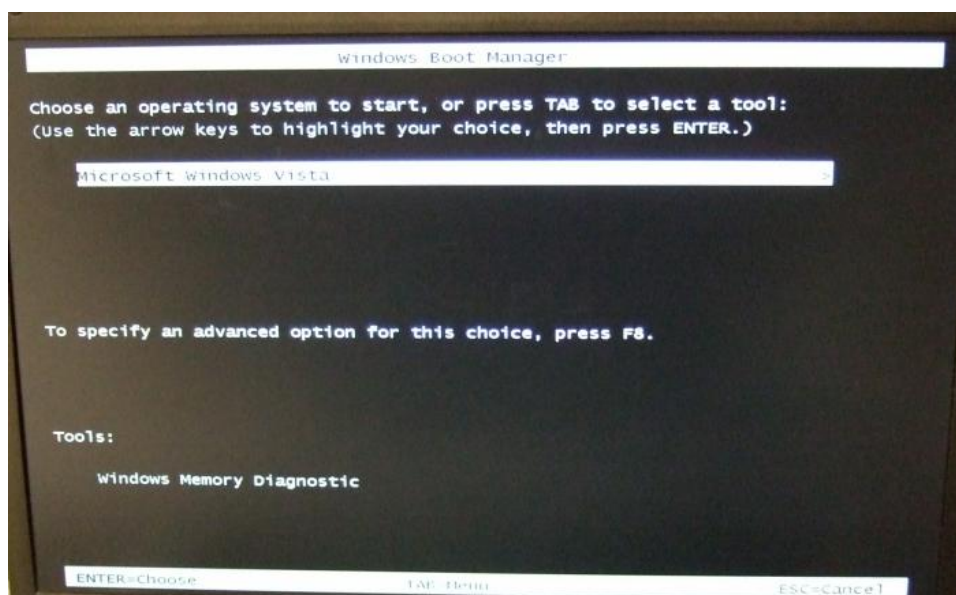 Windows Boot Manager
Choose an operating system to start, or press TAB to select a tool:
(Use the arrow keys to highlight your choice, then press ENTER.)
Microsoft Windows Vista >
To specify an advanced option for this choice, press F8.
Tools:
Windows Memory Diagnostic
ENTER=Choose TAB Menu ESC=Cancel